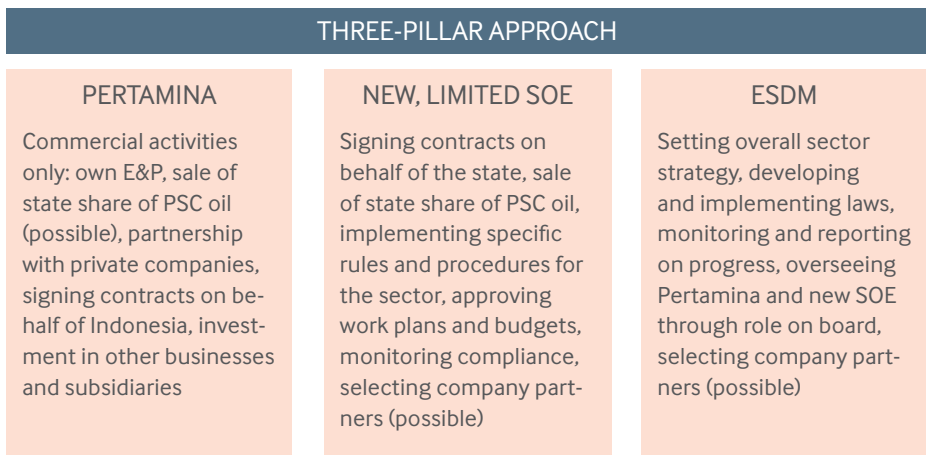 THREE-PILLAR APPROACH
PERTAMINA
Commercial activities
only: own E&P, sale of
state share of PSC oil
(possible), partnership
with private companies,
signing contracts on be-
half of Indonesia, invest-
ment in other businesses
and subsidiaries
NEW, LIMITED SOE
Signing contracts on
behalf of the state, sale
of state share of PSC oil,
implementing specific
rules and procedures for
the sector, approving
work plans and budgets,
monitoring compliance,
selecting company part-
ners (possible)
ESDM
Setting overall sector
strategy, developing
and implementing laws,
monitoring and reporting
on progress, overseeing
Pertamina and new SOE
through role on board,
selecting company part-
ners (possible)